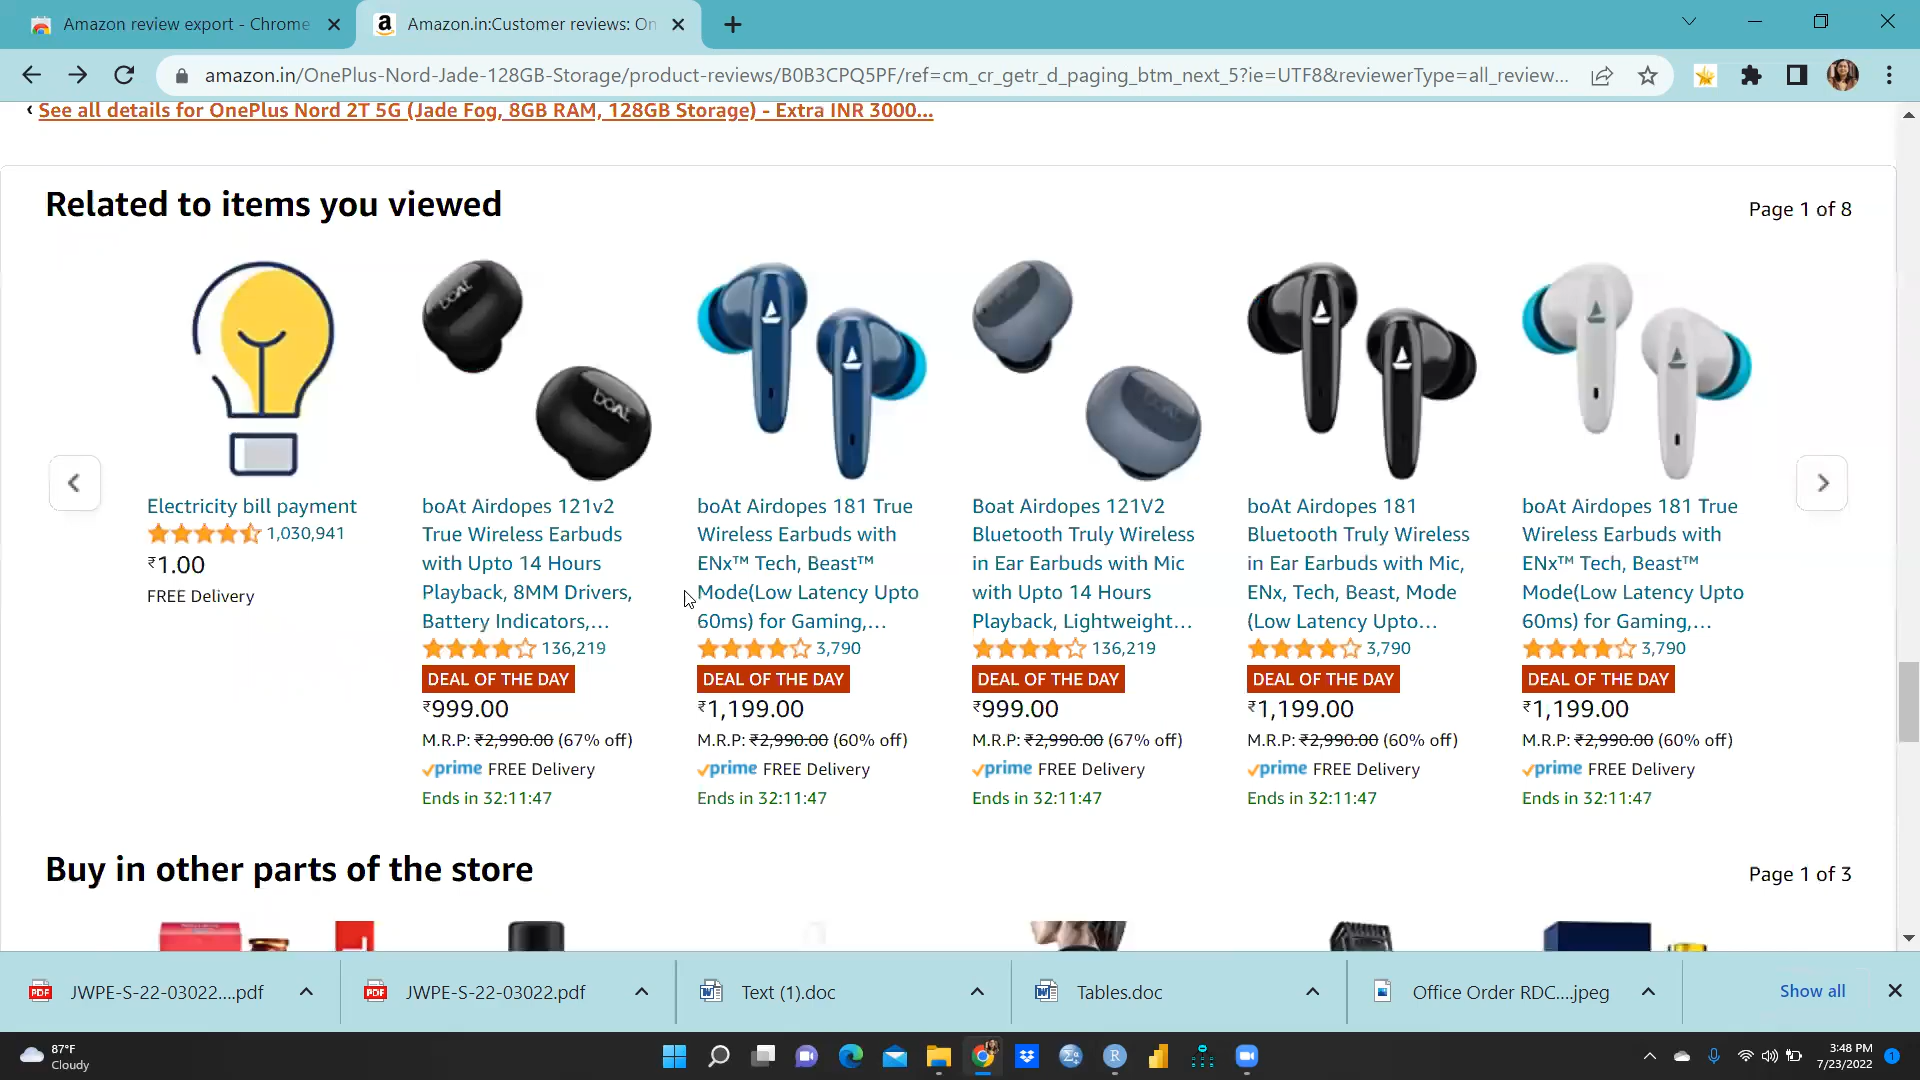 Amazon review export - Chrome
Amazon.in:Customer reviews: On
amazon.in/OnePlus-Nord-Jade-128GB-Storage/product-reviews/B0B3CPQ5PF/ref=cm_cr_getr_d_paging_btm_next_5?ie=UTF8&reviewerType=all_review...
‹ See all details for OnePlus Nord 2T 5G (Jade Fog, 8GB RAM, 128GB Storage) - Extra INR 3000...
Related to items you viewed
Page 1 of 8
boAt
boAt
Electricity bill payment
1,030,941
₹1.00
FREE Delivery
boAt Airdopes 121v2
True Wireless Earbuds
with Upto 14 Hours
Playback, 8MM Drivers,
Battery Indicators,...
136,219
DEAL OF THE DAY
₹999.00
M.R.P: ₹2,990.00 (67% off)
prime FREE Delivery
Ends in 32:11:47
boAt Airdopes 181 True
Wireless Earbuds with
ENx™ Tech, Beast™
Mode(Low Latency Upto
60ms) for Gaming,...
3,790
DEAL OF THE DAY
₹1,199.00
M.R.P: ₹2,990.00 (60% off)
prime FREE Delivery
Ends in 32:11:47
Boat Airdopes 121V2
Bluetooth Truly Wireless
in Ear Earbuds with Mic
with Upto 14 Hours
Playback, Lightweight...
136,219
DEAL OF THE DAY
₹999.00
M.R.P: ₹2,990.00 (67% off)
prime FREE Delivery
Ends in 32:11:47
boAt Airdopes 181
Bluetooth Truly Wireless
in Ear Earbuds with Mic,
ENx, Tech, Beast, Mode
(Low Latency Upto...
3,790
DEAL OF THE DAY
₹1,199.00
M.R.P: ₹2,990.00 (60% off)
prime FREE Delivery
Ends in 32:11:47
boAt Airdopes 181 True
Wireless Earbuds with
ENx™ Tech, Beast™
Mode(Low Latency Upto
60ms) for Gaming,...
3,790
DEAL OF THE DAY
₹1,199.00
M.R.P: ₹2,990.00 (60% off)
prime FREE Delivery
Ends in 32:11:47
Buy in other parts of the store
Page 1 of 3
JWPE-S-22-03022....pdf
JWPE-S-22-03022.pdf
Text (1).doc
Tables.doc
Office Order RDC....jpeg
Show all
87°F
Cloudy
3:48 PM
7/23/2022
1